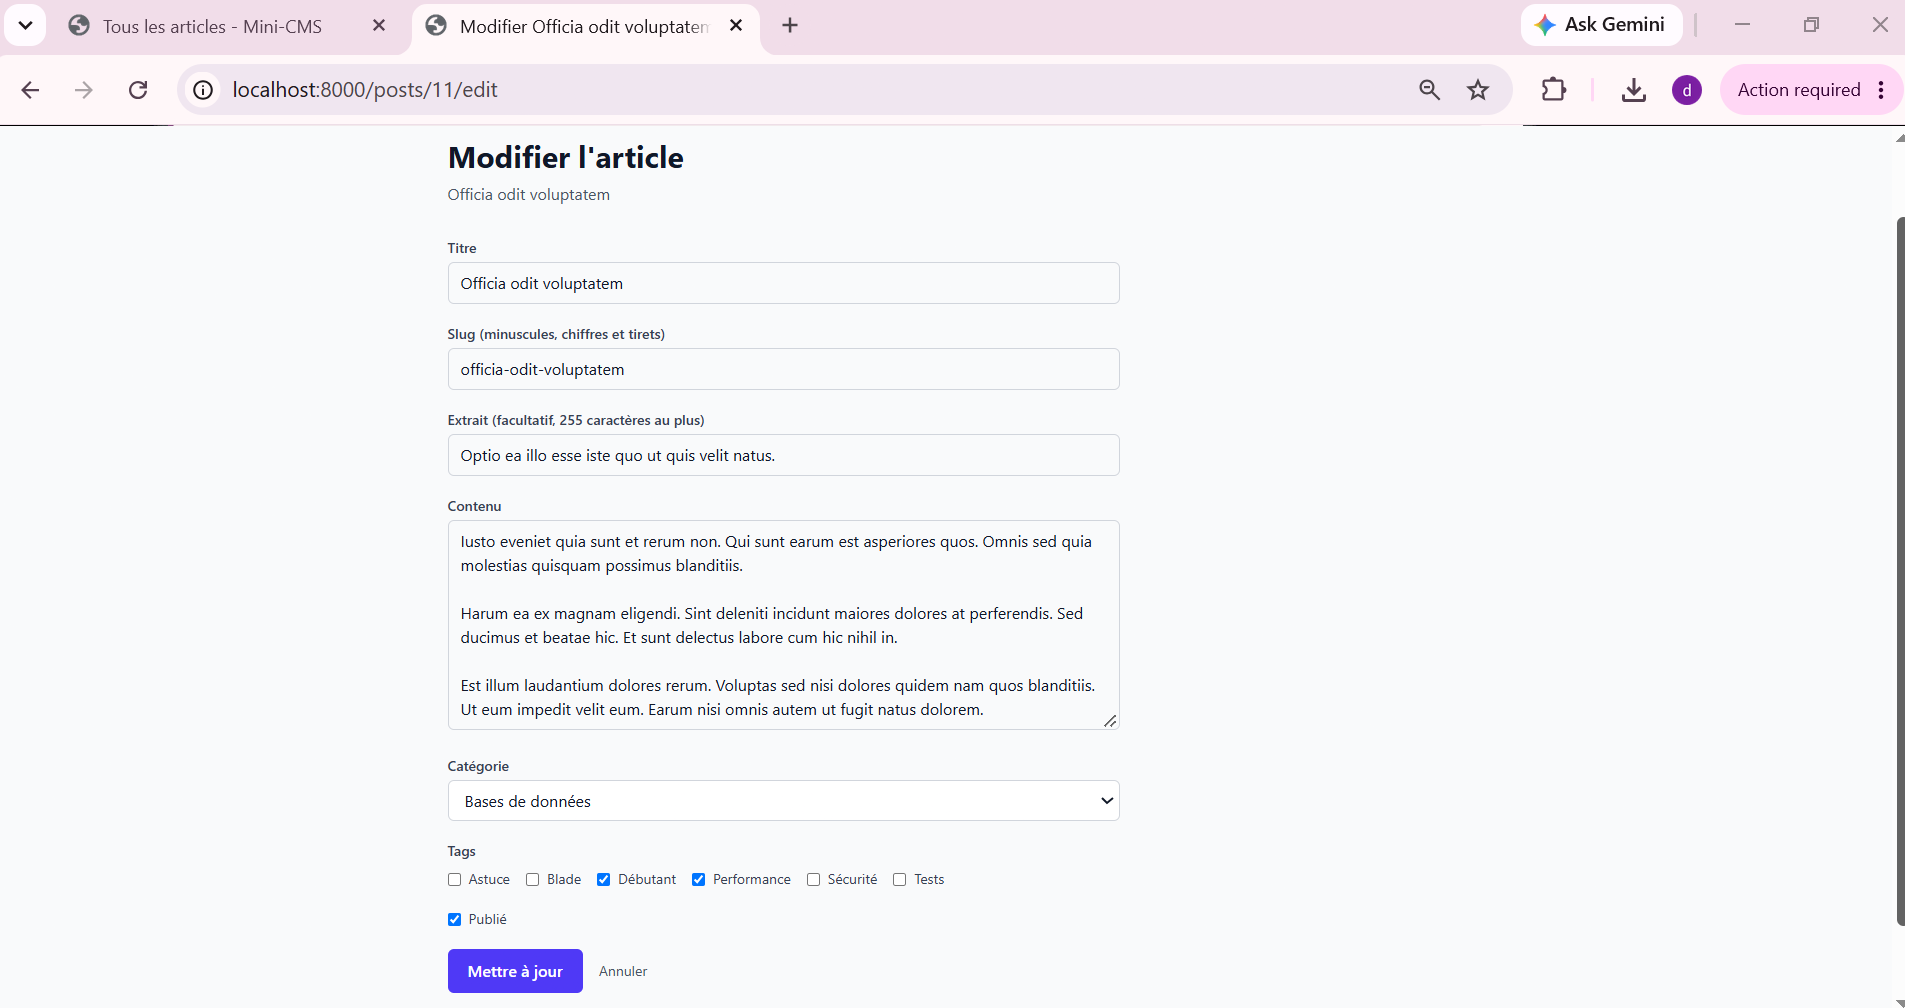 Tous les articles - Mini-CMS
Modifier Officia odit voluptatem
Ask Gemini
localhost:8000/posts/11/edit
d
Action required
Modifier l'article
Officia odit voluptatem
Titre
Officia odit voluptatem
Slug (minuscules, chiffres et tirets)
officia-odit-voluptatem
Extrait (facultatif, 255 caractères au plus)
Optio ea illo esse iste quo ut quis velit natus.
Contenu
Iusto eveniet quia sunt et rerum non. Qui sunt earum est asperiores quos. Omnis sed quia
molestias quisquam possimus blanditiis.
Harum ea ex magnam eligendi. Sint deleniti incidunt maiores dolores at perferendis. Sed
ducimus et beatae hic. Et sunt delectus labore cum hic nihil in.
Est illum laudantium dolores rerum. Voluptas sed nisi dolores quidem nam quos blanditiis.
Ut eum impedit velit eum. Earum nisi omnis autem ut fugit natus dolorem.
Catégorie
Bases de données
Tags
Astuce Blade Débutant Performance Sécurité Tests
Publié
Mettre à jour Annuler